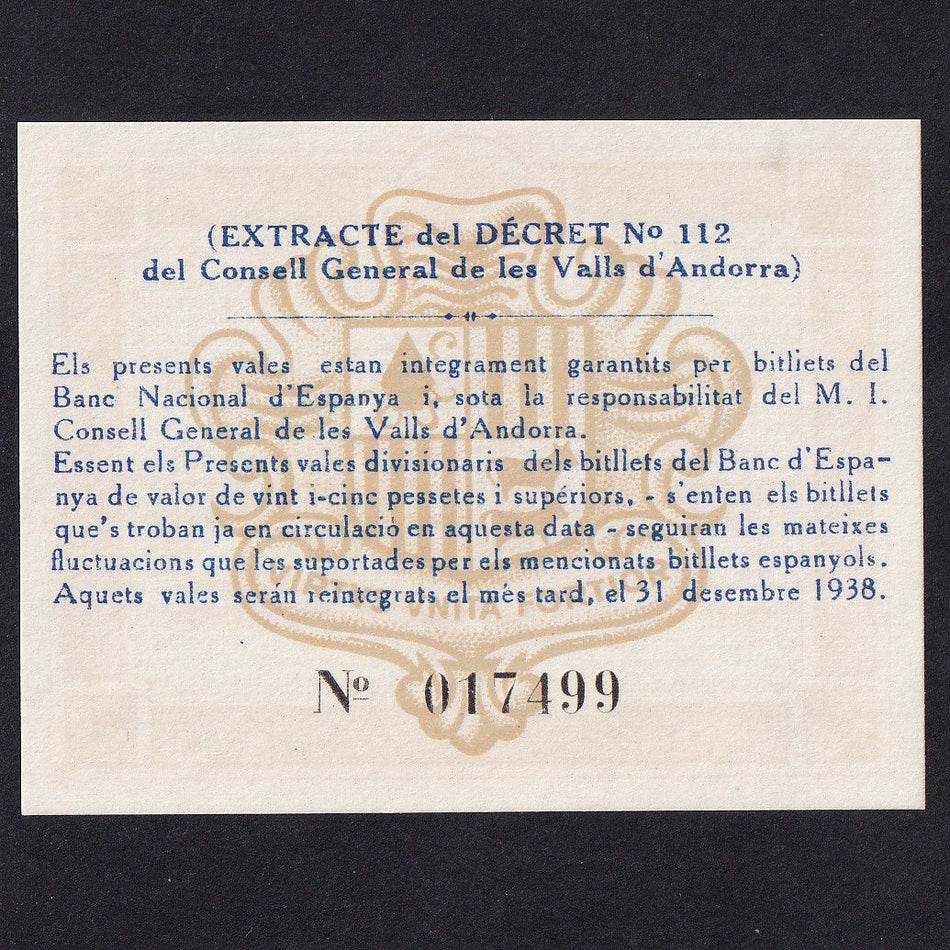 (EXTRACTE del DÉCRET Nº 112
del Consell General de les Valls d'Andorra)
Els presents vales estan integrament garantits per bitllets del
Banc Nacional d'Espanya i, sota la responsabilitat del M. I.
Consell General de les Valls d'Andorra.
Essent els Presents vales divisionaris dels bitllets del Banc d'Espa-
nya de valor de vint i-cinc pessetes i supériors, - s'enten els bitllets
que's troban ja en circulació en aquesta data - seguiran les mateixes
fluctuacions que les suportades per els mencionats bitllets espanyols.
Aquets vales serán reintegrats el més tard, el 31 desembre 1938.
VIRTVS VNITA FORTIOR
Nº 017499